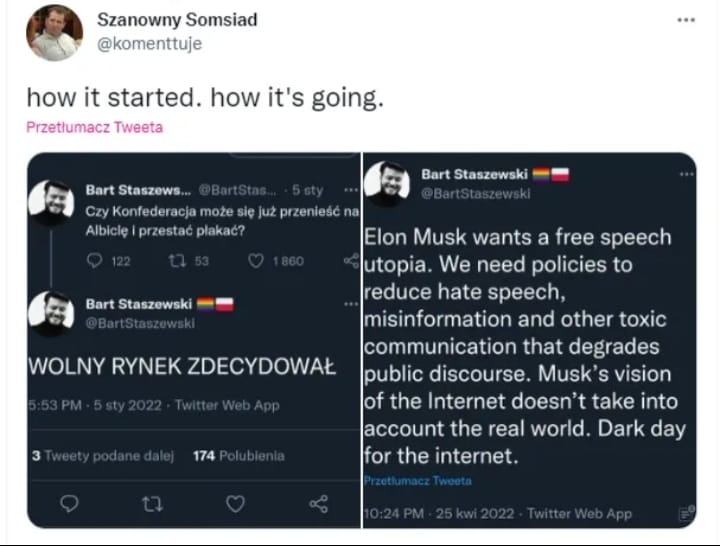 Szanowny Somsiad
@komenttuje
how it started. how it's going.
Przetłumacz Tweeta
Bart Staszews... @BartStas... · 5 sty
Czy Konfederacja może się już przenieść na
Albiclę i przestać płakać?
122 53 1 860
Bart Staszewski
@BartStaszewski
WOLNY RYNEK ZDECYDOWAŁ
5:53 PM · 5 sty 2022 · Twitter Web App
3 Tweety podane dalej 174 Polubienia
Bart Staszewski
@BartStaszewski
Elon Musk wants a free speech
utopia. We need policies to
reduce hate speech,
misinformation and other toxic
communication that degrades
public discourse. Musk's vision
of the Internet doesn't take into
account the real world. Dark day
for the internet.
Przetłumacz Tweeta
10:24 PM · 25 kwi 2022 · Twitter Web App